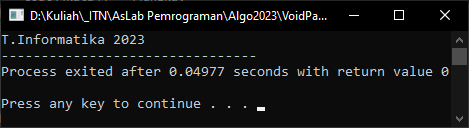 D:\Kuliah\_ITN\AsLab Pemrograman\Algo2023\VoidPa...
T.Informatika 2023
--------------------------------
Process exited after 0.04977 seconds with return value 0
Press any key to continue . . .